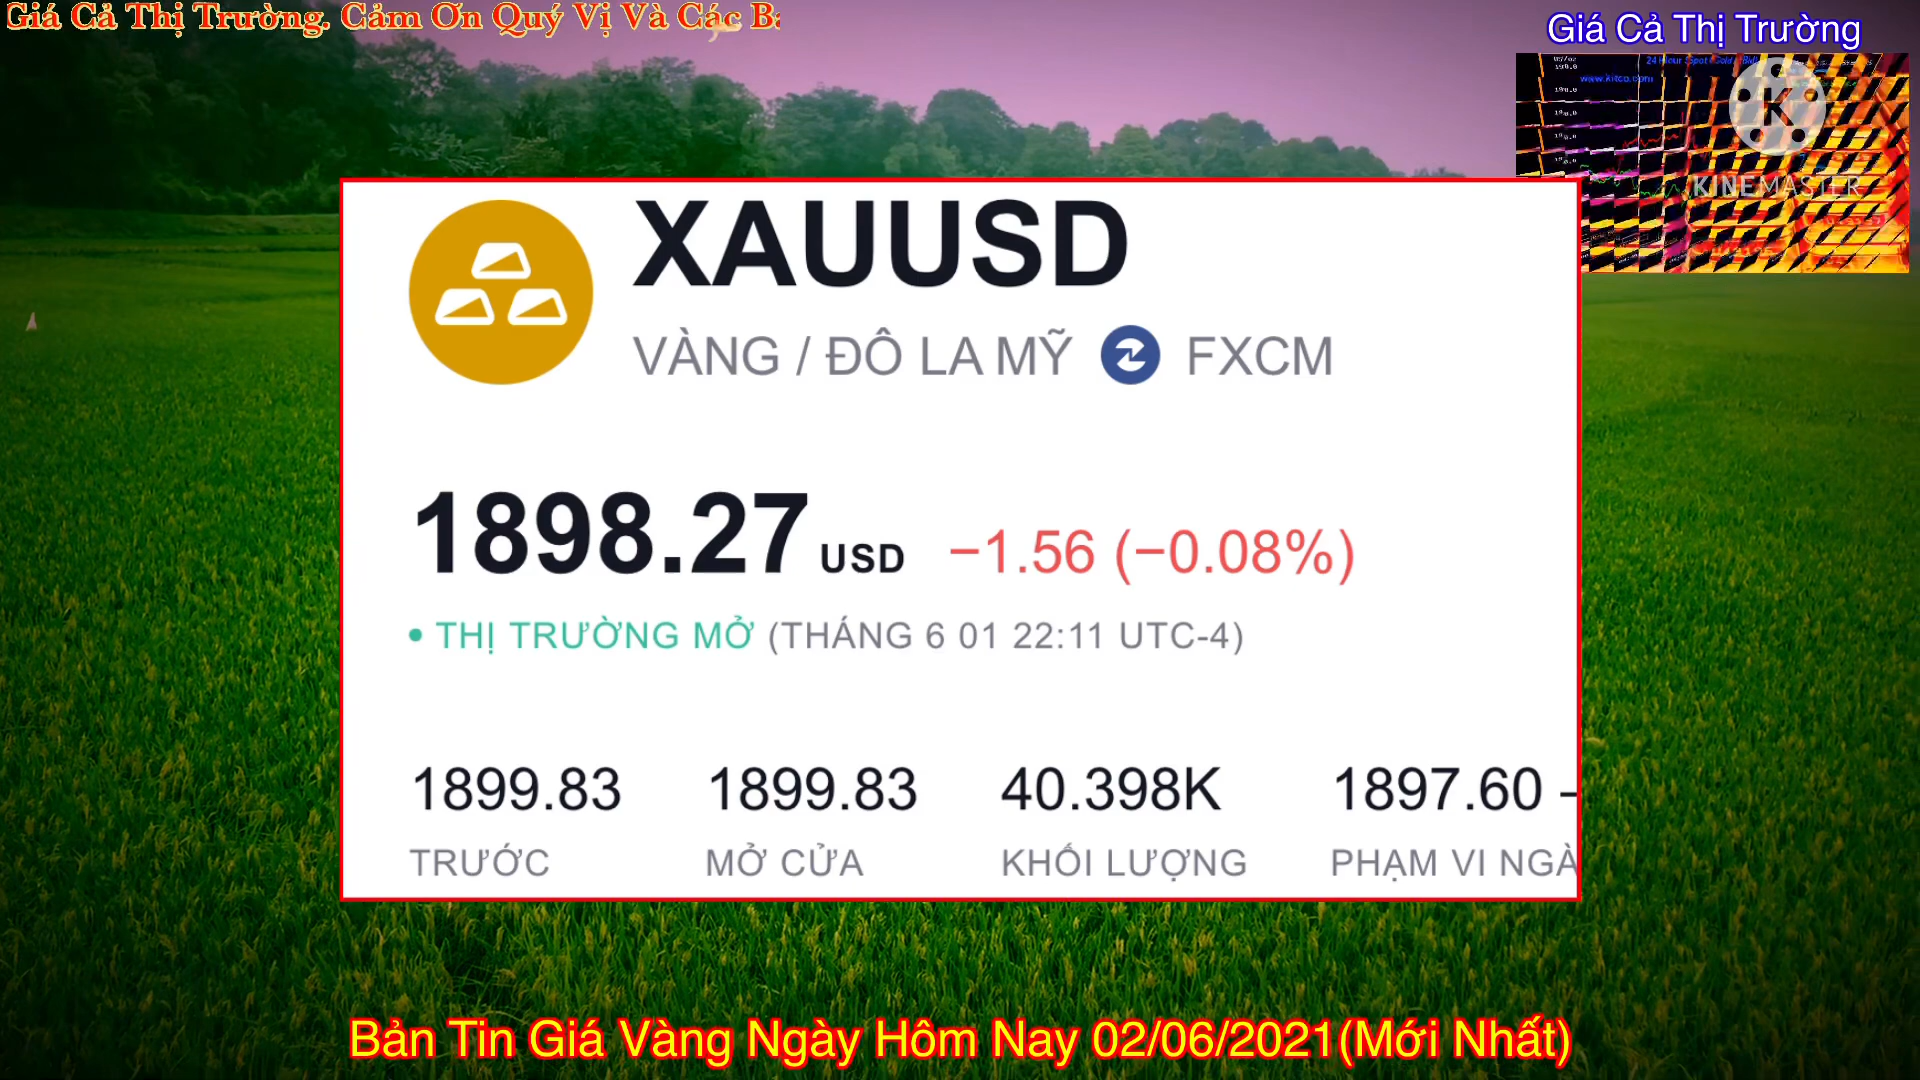 Giá Cả Thị Trường. Cảm Ơn Quý Vị Và Các
Giá Cả Thị Trường
www.kitco.com
K
KINEMASTER
XAUUSD
VÀNG / ĐÔ LA MỸ FXCM
1898.27 USD −1.56 (−0.08%)
• THỊ TRƯỜNG MỞ (THÁNG 6 01 22:11 UTC-4)
1899.83 1899.83 40.398K 1897.60 –
TRƯỚC MỞ CỬA KHỐI LƯỢNG PHẠM VI NGÀ
Bản Tin Giá Vàng Ngày Hôm Nay 02/06/2021(Mới Nhất)